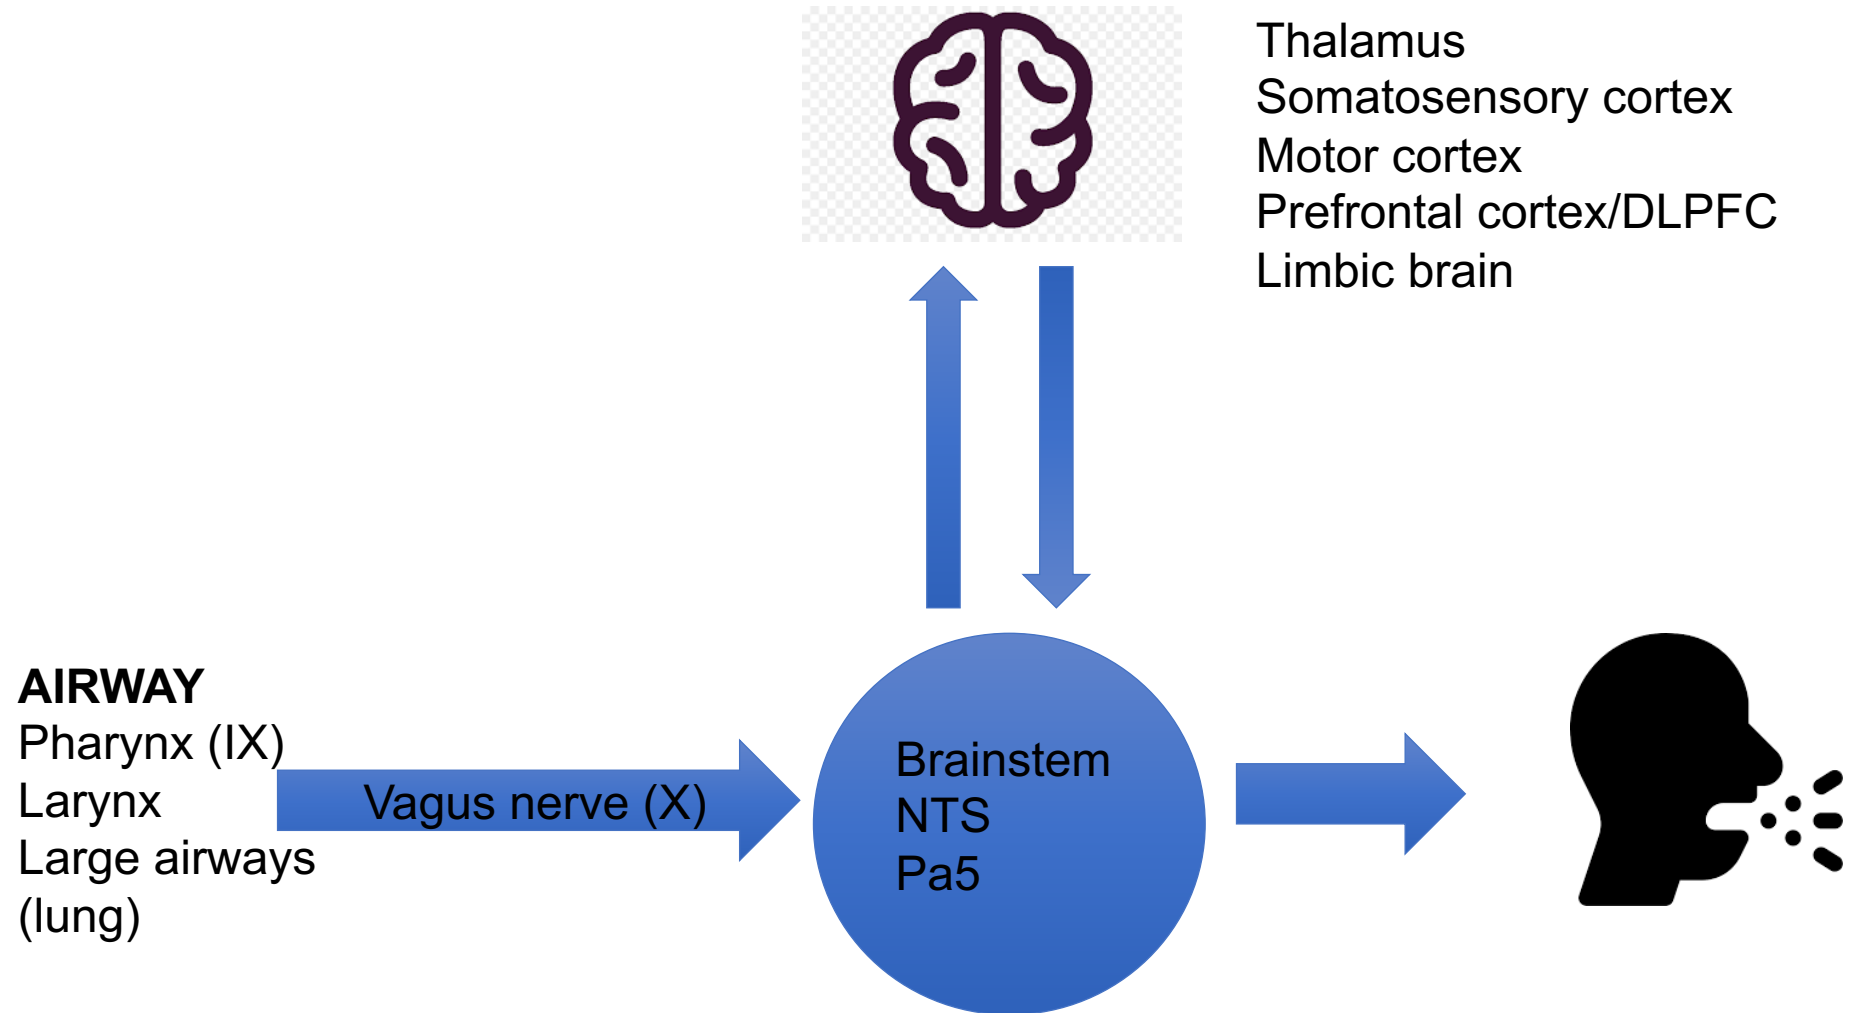 Thalamus
Somatosensory cortex
Motor cortex
Prefrontal cortex/DLPFC
Limbic brain
AIRWAY
Pharynx (IX)
Larynx
Large airways
(lung)
Vagus nerve (X)
Brainstem
NTS
Pa5